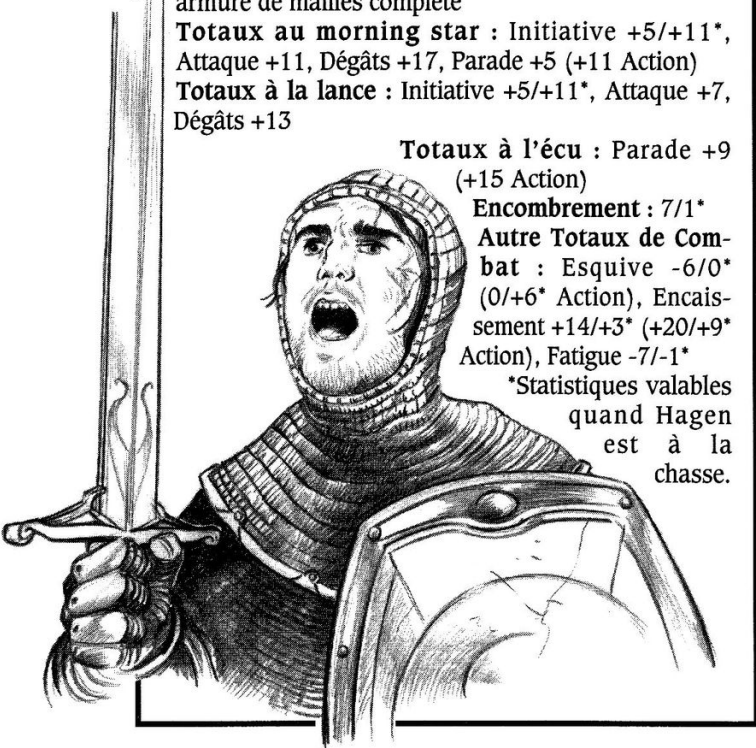 armure de mailles complète
Totaux au morning star : Initiative +5/+11*,
Attaque +11, Dégâts +17, Parade +5 (+11 Action)
Totaux à la lance : Initiative +5/+11*, Attaque +7,
Dégâts +13
Totaux à l'écu : Parade +9
(+15 Action)
Encombrement : 7/1*
Autre Totaux de Com-
bat : Esquive -6/0*
(0/+6* Action), Encais-
sement +14/+3* (+20/+9*
Action), Fatigue -7/-1*
*Statistiques valables
quand Hagen
est à la
chasse.